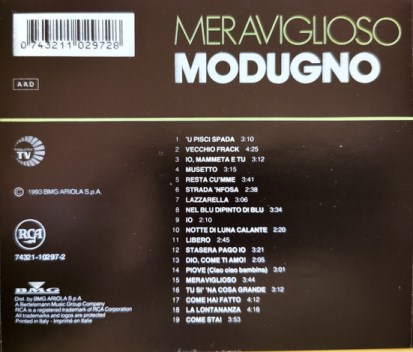 MERAVIGLIOSO
MODUGNO
0 743211 029728
AAD
TV
© 1993 BMG ARIOLA S.p.A.
RCA
74321-10297-2
BMG
Dist. by BMG ARIOLA S.p.A.
A Bertelsmann Music Group Company
RCA is a registered trademark of RCA Corporation
All trademarks and logos are protected
Printed in Italy - Imprimé en Italie
1 'U PISCI SPADA 3:10
2 VECCHIO FRACK 4:25
3 IO, MAMMETA E TU 3:12
4 MUSETTO 3:15
5 RESTA CU'MME 3:41
6 STRADA 'NFOSA 2:38
7 LAZZARELLA 3:06
8 NEL BLU DIPINTO DI BLU 3:34
9 IO 2:10
10 NOTTE DI LUNA CALANTE 2:20
11 LIBERO 2:45
12 STASERA PAGO IO 3:21
13 DIO, COME TI AMO! 2:05
14 PIOVE (Ciao ciao bambina) 3:01
15 MERAVIGLIOSO 3:44
16 TU SI' 'NA COSA GRANDE 3:12
17 COME HAI FATTO 4:12
18 LA LONTANANZA 4:18
19 COME STAI 3:53